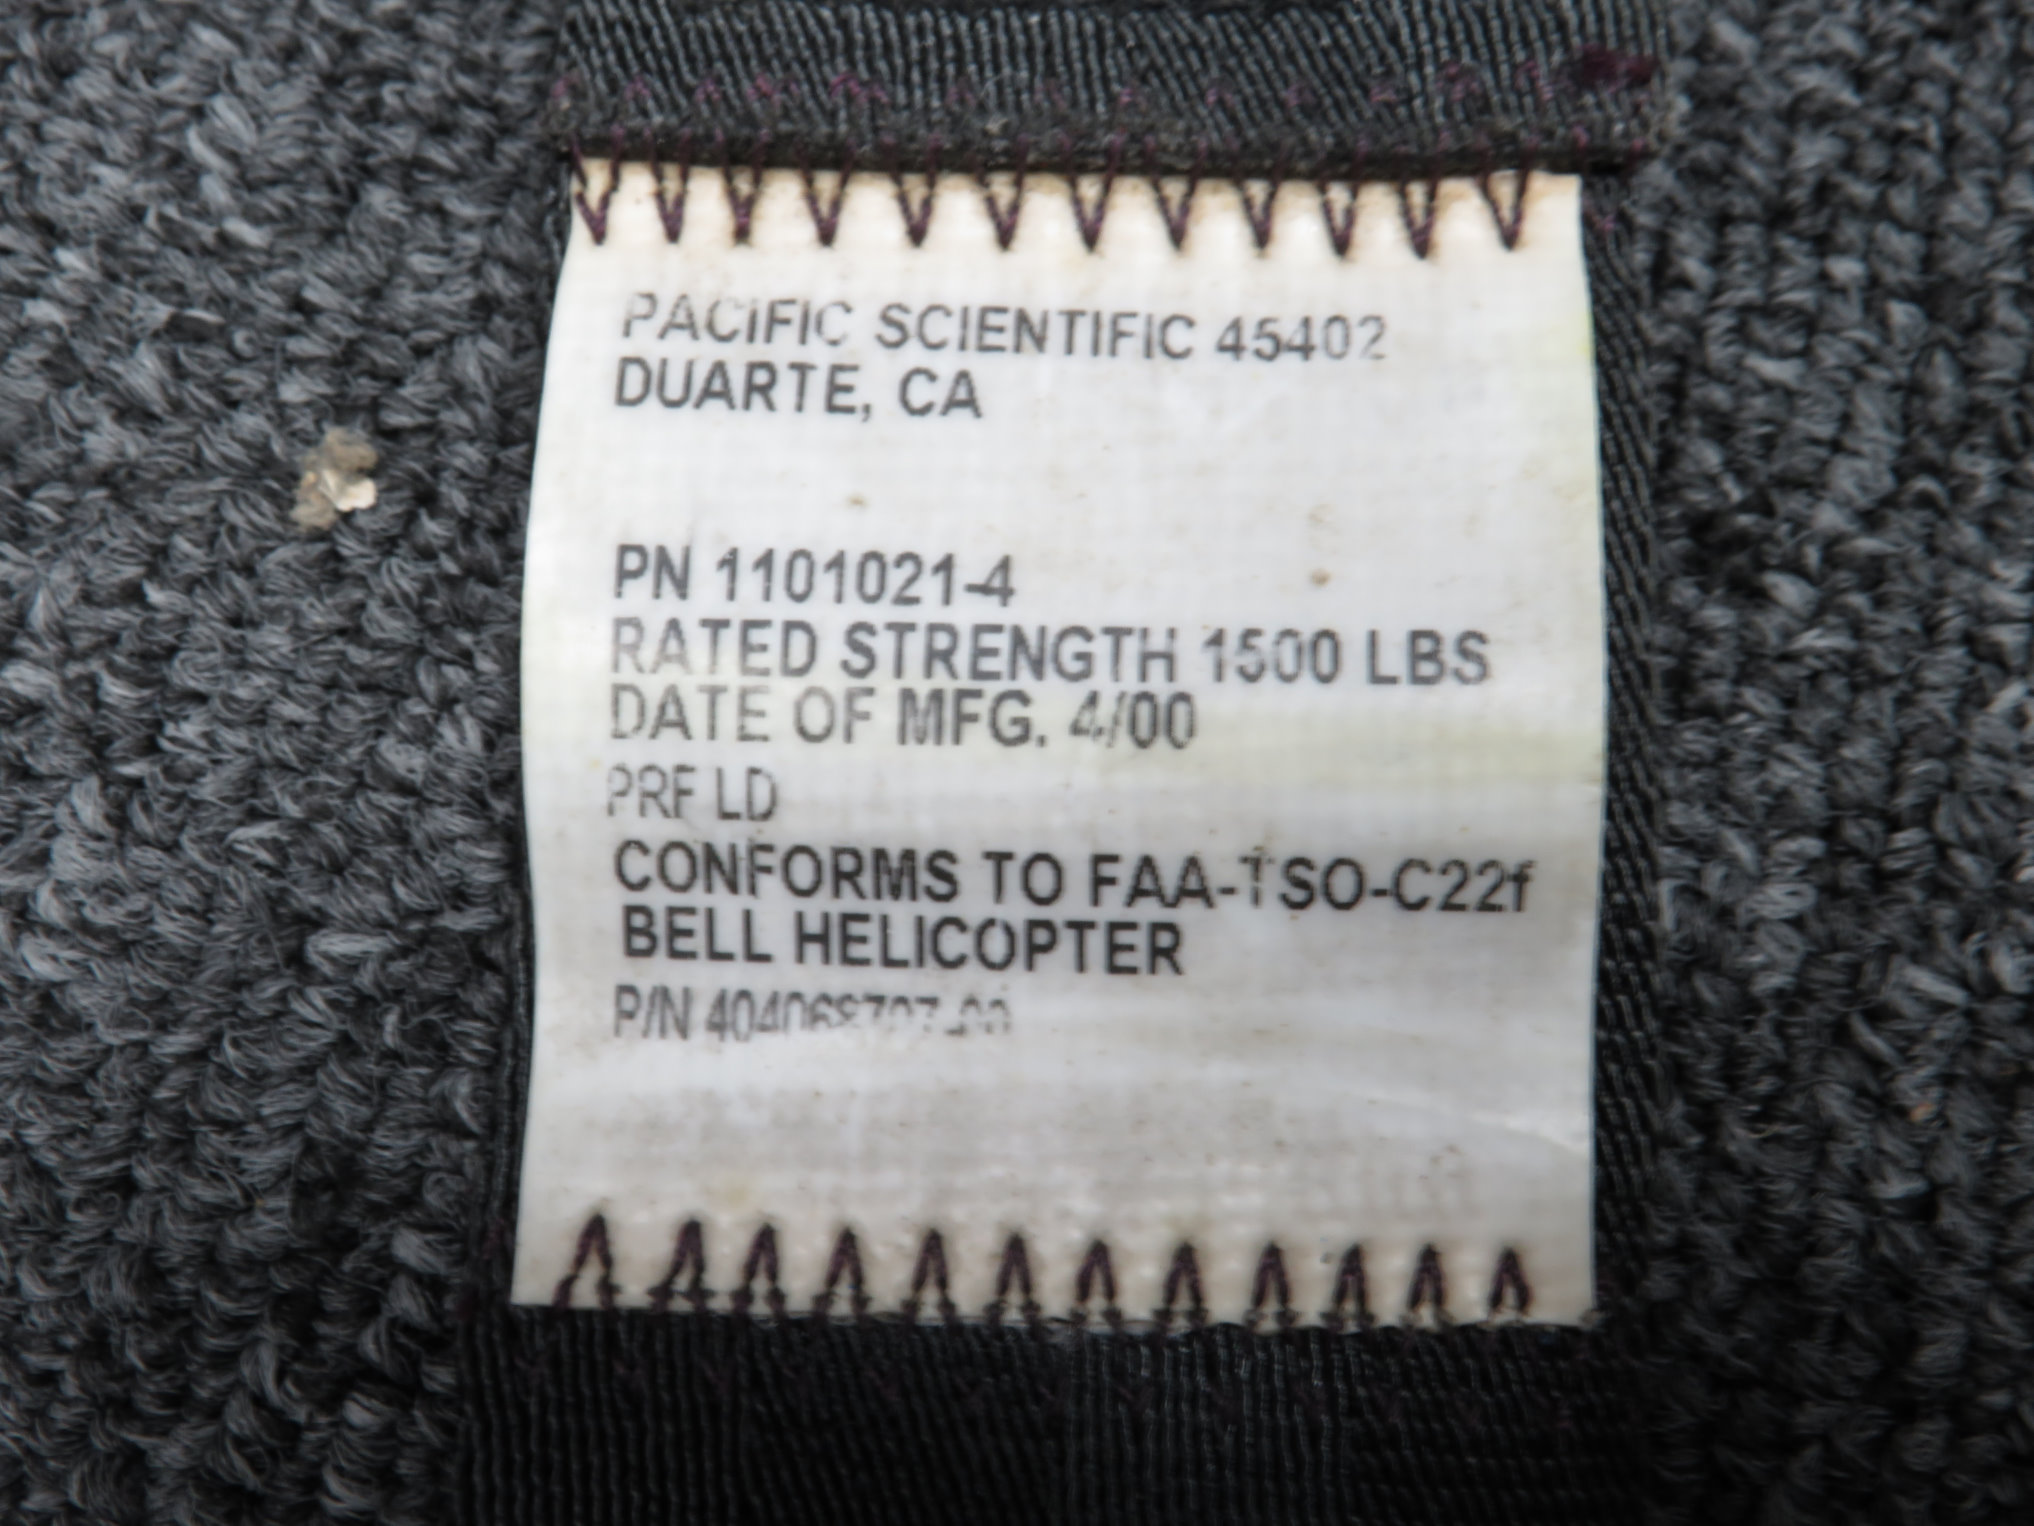 PACIFIC SCIENTIFIC 45402
DUARTE, CA
PN 1101021-4
RATED STRENGTH 1500 LBS
DATE OF MFG. 4/00
PRF LD
CONFORMS TO FAA-TSO-C22f
BELL HELICOPTER
P/N